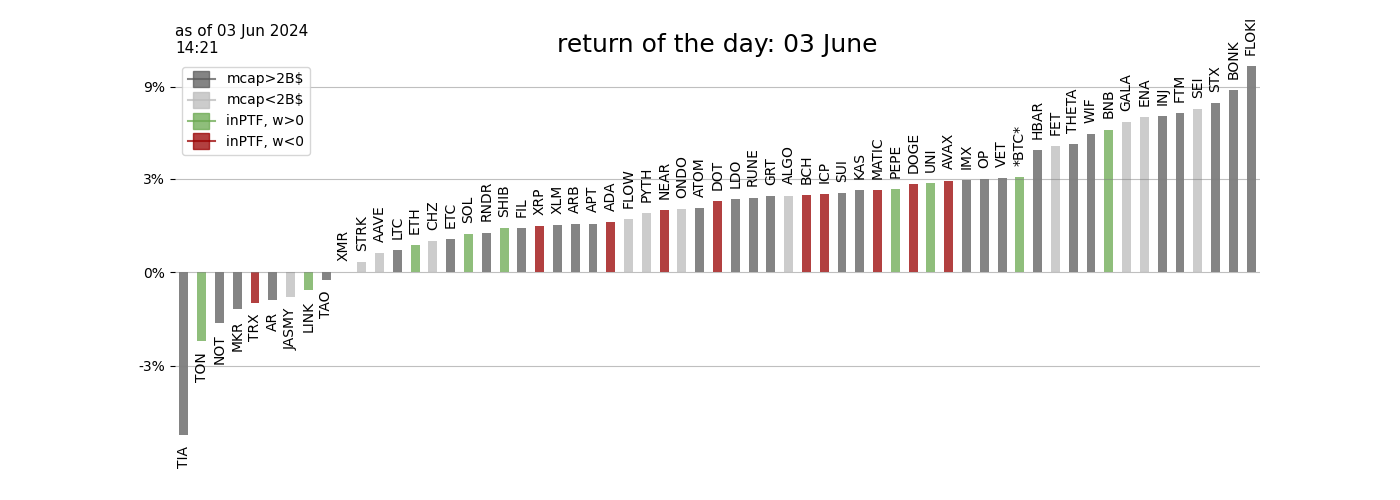 as of 03 Jun 2024
14:21
return of the day: 03 June
mcap>2B$
mcap<2B$
inPTF, w>0
inPTF, w<0
9%
3%
0%
-3%
TIA
TON
NOT
MKR
TRX
AR
JASMY
LINK
TAO
XMR
STRK
AAVE
LTC
ETH
CHZ
ETC
SOL
RNDR
SHIB
FIL
XRP
XLM
ARB
APT
ADA
FLOW
PYTH
NEAR
ONDO
ATOM
DOT
LDO
RUNE
GRT
ALGO
BCH
ICP
SUI
KAS
MATIC
PEPE
DOGE
UNI
AVAX
IMX
OP
VET
*BTC*
HBAR
FET
THETA
WIF
BNB
GALA
ENA
INJ
FTM
SEI
STX
BONK
FLOKI